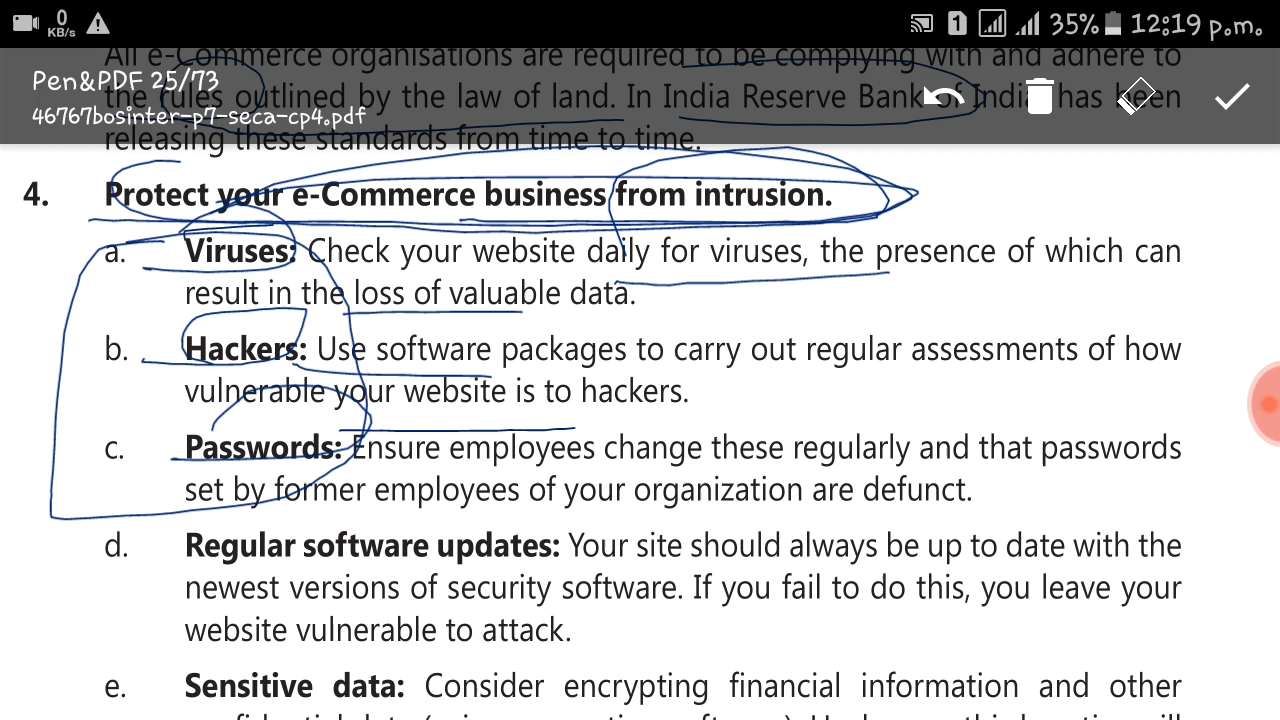 0 KB/s 1 35% 12:19 p.m.
All e-Commerce organisations are required to be complying with and adhere to
Pen&PDF 25/73
the rules outlined by the law of land. In India Reserve Bank of India has been
46767bosinter-p7-seca-cp4.pdf
releasing these standards from time to time.
4. Protect your e-Commerce business from intrusion.
a. Viruses: Check your website daily for viruses, the presence of which can
result in the loss of valuable data.
b. Hackers: Use software packages to carry out regular assessments of how
vulnerable your website is to hackers.
c. Passwords: Ensure employees change these regularly and that passwords
set by former employees of your organization are defunct.
d. Regular software updates: Your site should always be up to date with the
newest versions of security software. If you fail to do this, you leave your
website vulnerable to attack.
e. Sensitive data: Consider encrypting financial information and other